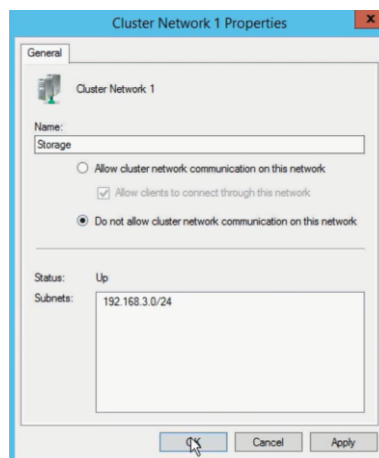 Cluster Network 1 Properties
x
General
Cluster Network 1
Name:
Storage
Allow cluster network communication on this network
Allow clients to connect through this network
Do not allow cluster network communication on this network
Status: Up
Subnets: 192.168.3.0/24
OK Cancel Apply